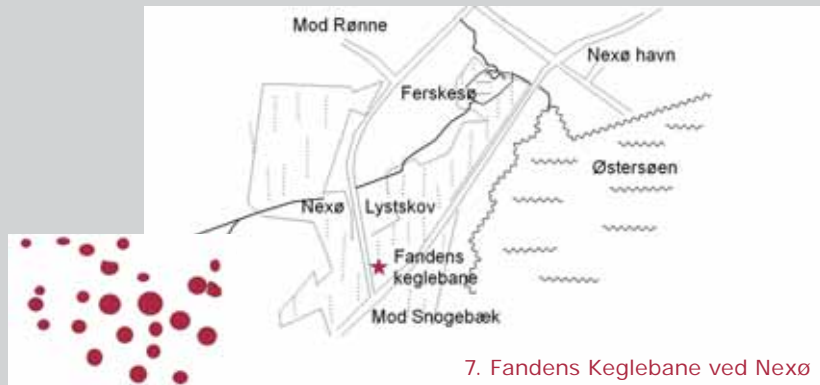 Mod Rønne
Nexø havn
Ferskesø
Østersøen
Nexø Lystskov
Fandens
keglebane
Mod Snogebæk
7. Fandens Keglebane ved Nexø